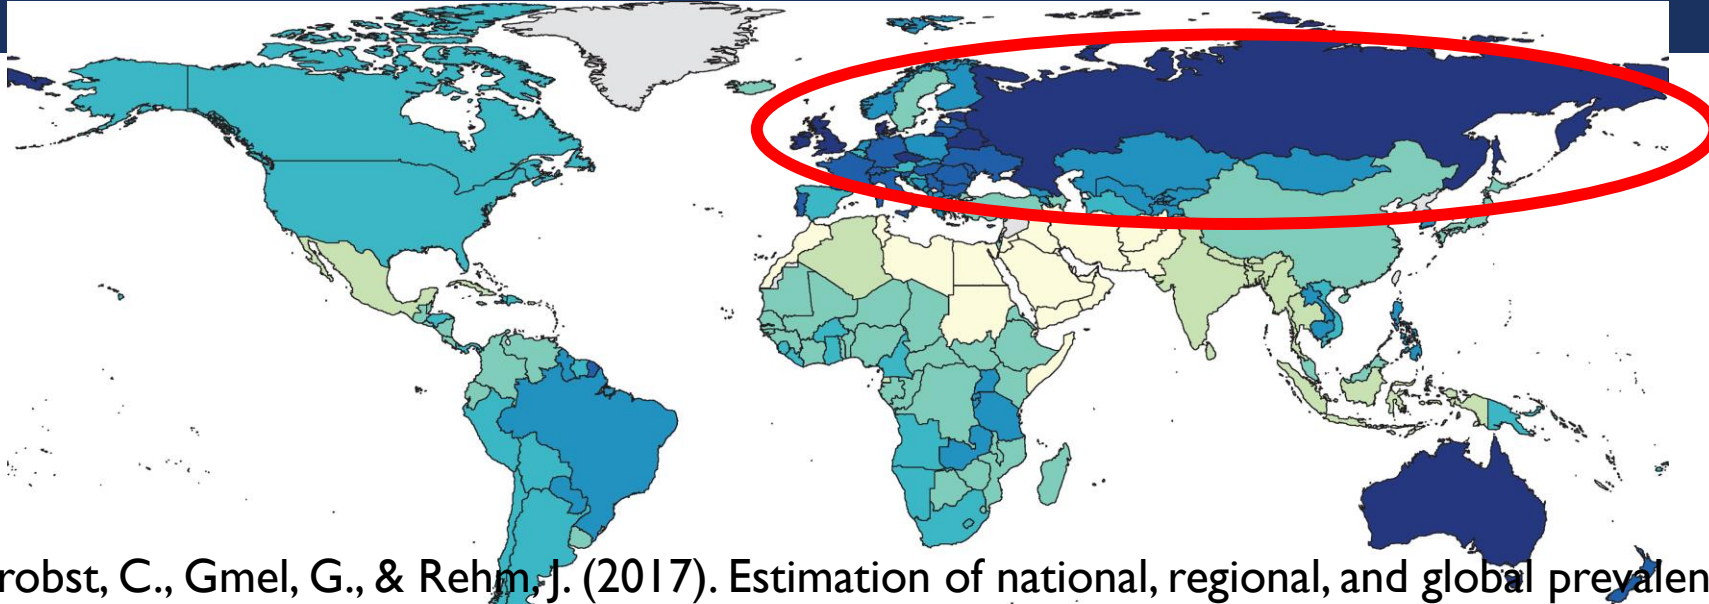 robst, C., Gmel, G., & Rehm, J. (2017). Estimation of national, regional, and global prevalen